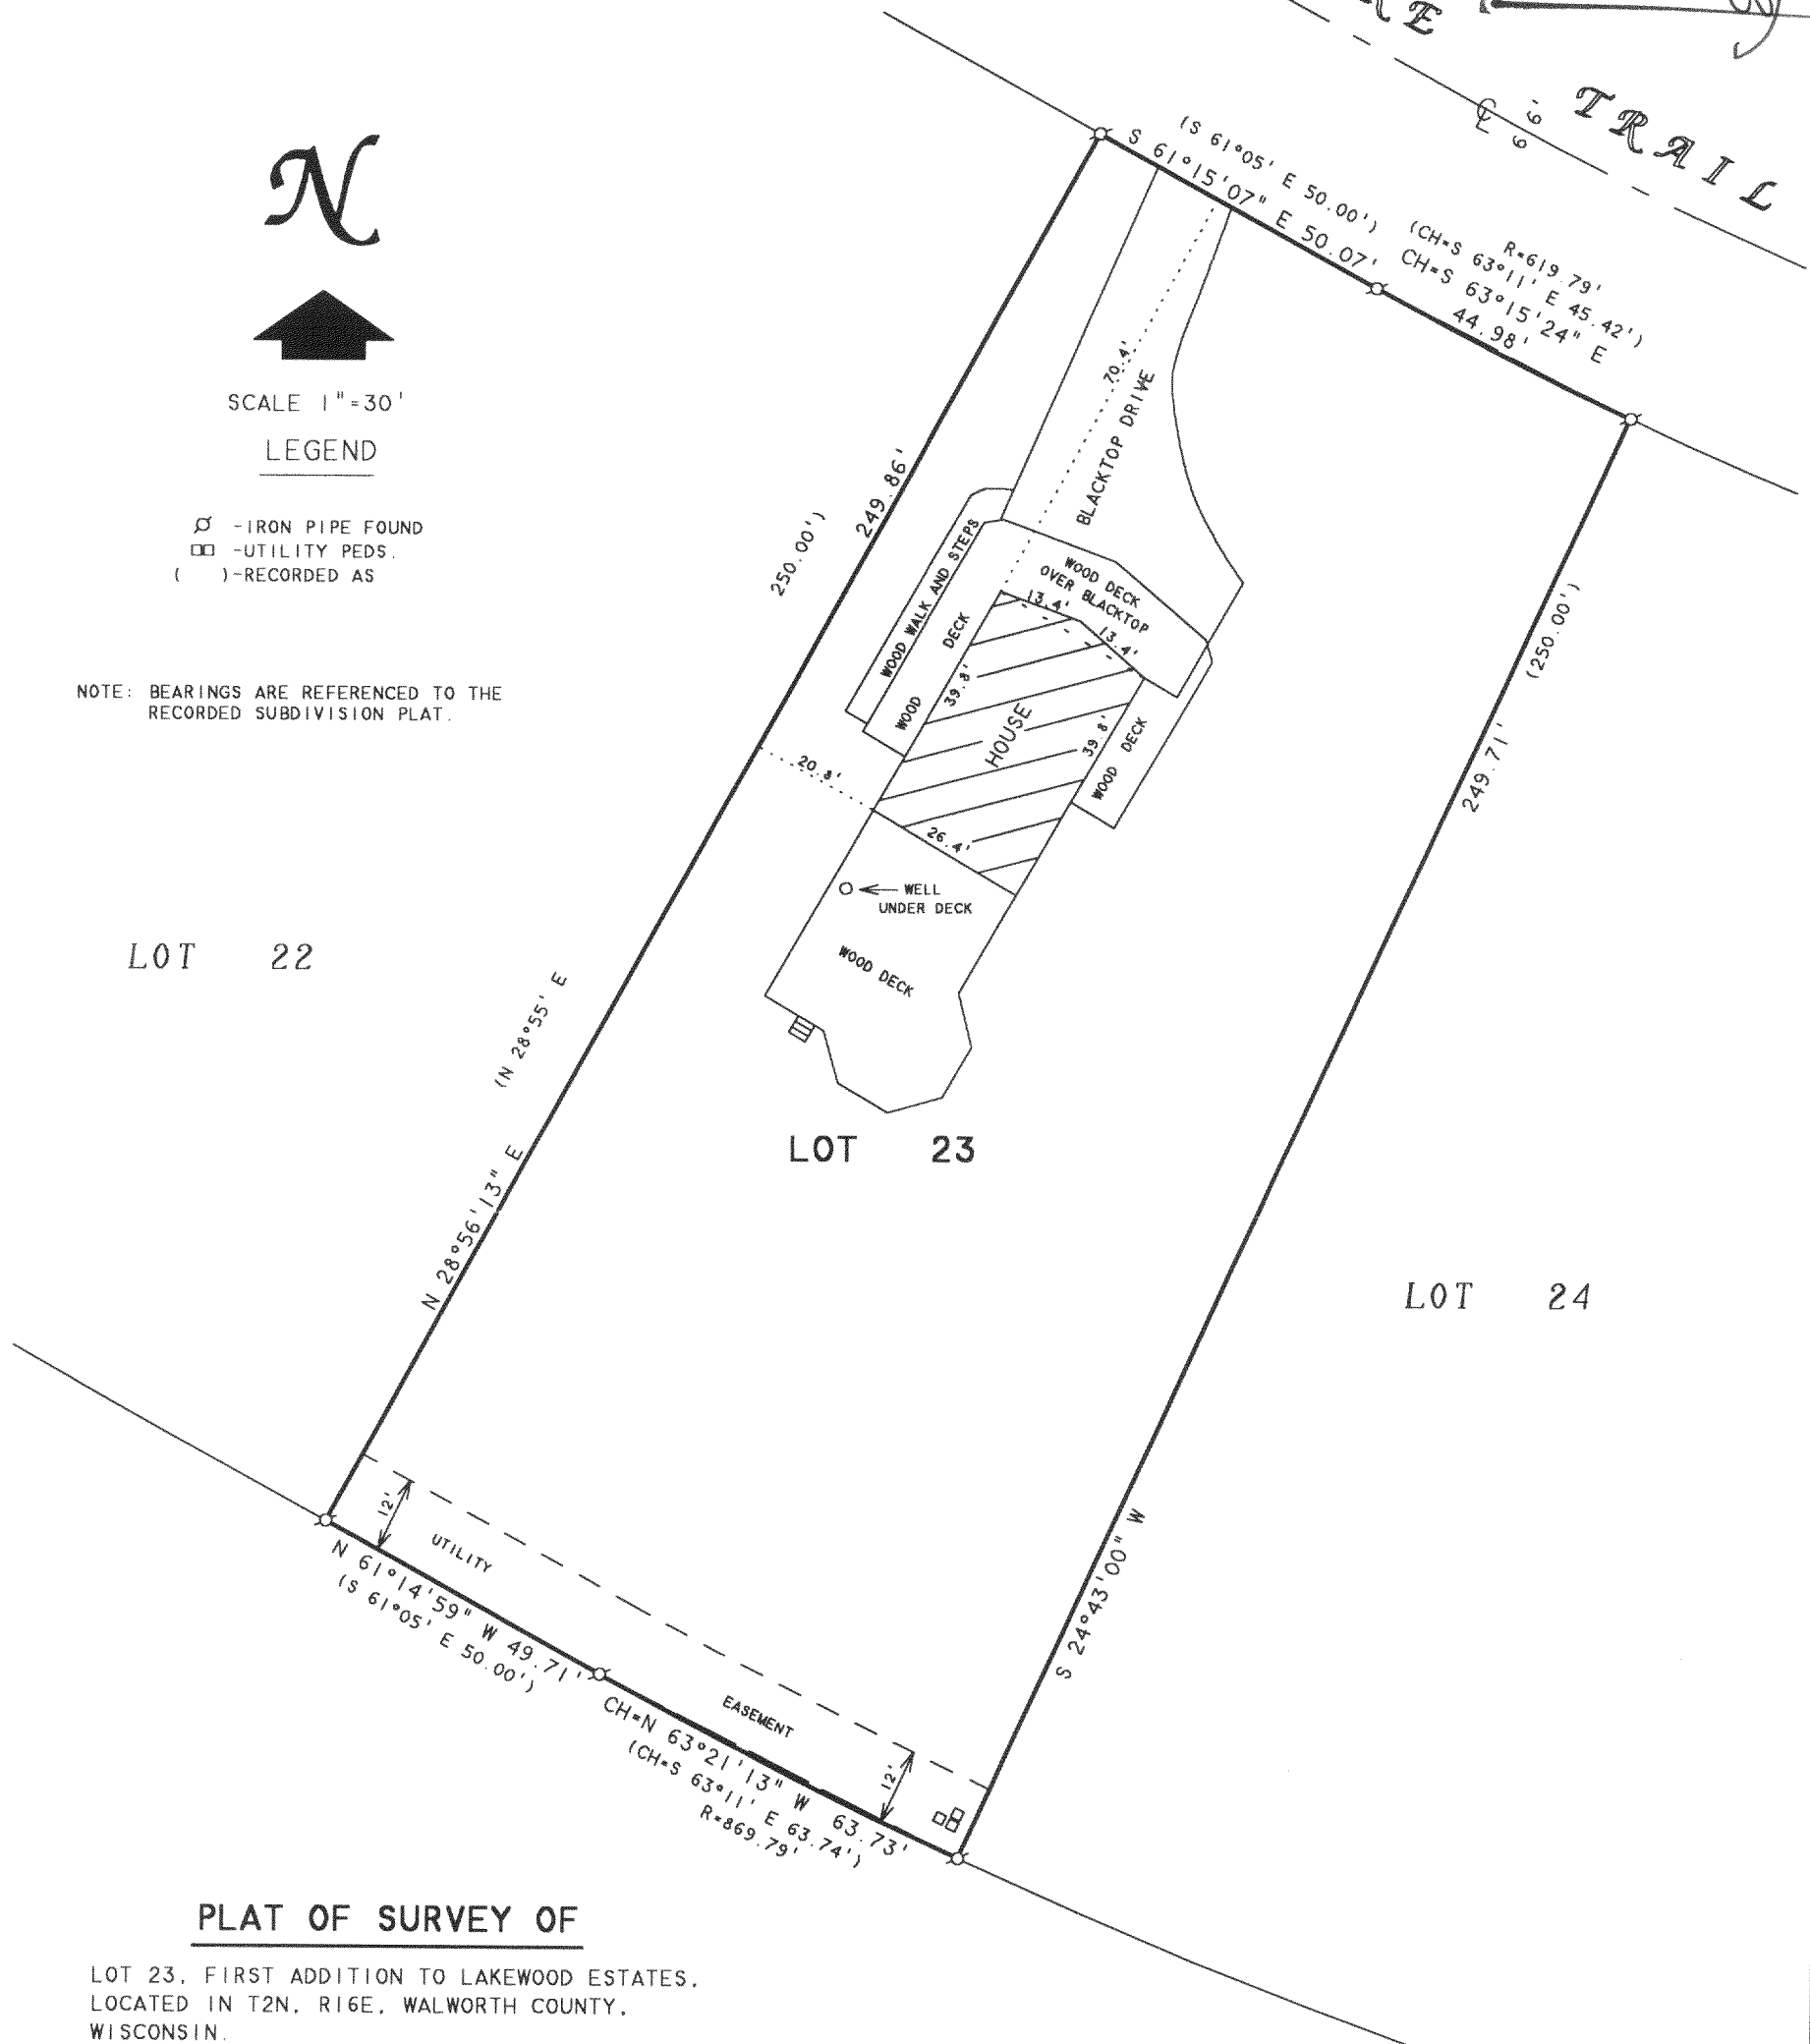 RE
TRAIL
℄
66'
N
SCALE 1"=30'
LEGEND
-IRON PIPE FOUND
-UTILITY PEDS.
( )-RECORDED AS
NOTE: BEARINGS ARE REFERENCED TO THE
RECORDED SUBDIVISION PLAT.
(S 61°05' E 50.00')
S 61°15'07" E 50.07'
R=619.79'
(CH=S 63°11' E 45.42')
CH=S 63°15'24" E
44.98'
70.4'
BLACKTOP DRIVE
249.86'
(250.00')
WOOD WALK AND STEPS
WOOD DECK
WOOD DECK
OVER BLACKTOP
13.4'
13.4'
39.8'
HOUSE
39.8'
WOOD DECK
20.8'
26.4'
WELL
UNDER DECK
WOOD DECK
(250.00')
249.71'
LOT 22
(N 28°55' E
N 28°56'13" E
LOT 23
LOT 24
S 24°43'00" W
12'
UTILITY
N 61°14'59" W 49.71'
(S 61°05' E 50.00')
EASEMENT
12'
CH=N 63°21'13" W 63.73'
(CH=S 63°11' E 63.74')
R=869.79'
PLAT OF SURVEY OF
LOT 23, FIRST ADDITION TO LAKEWOOD ESTATES,
LOCATED IN T2N, R16E, WALWORTH COUNTY,
WISCONSIN.